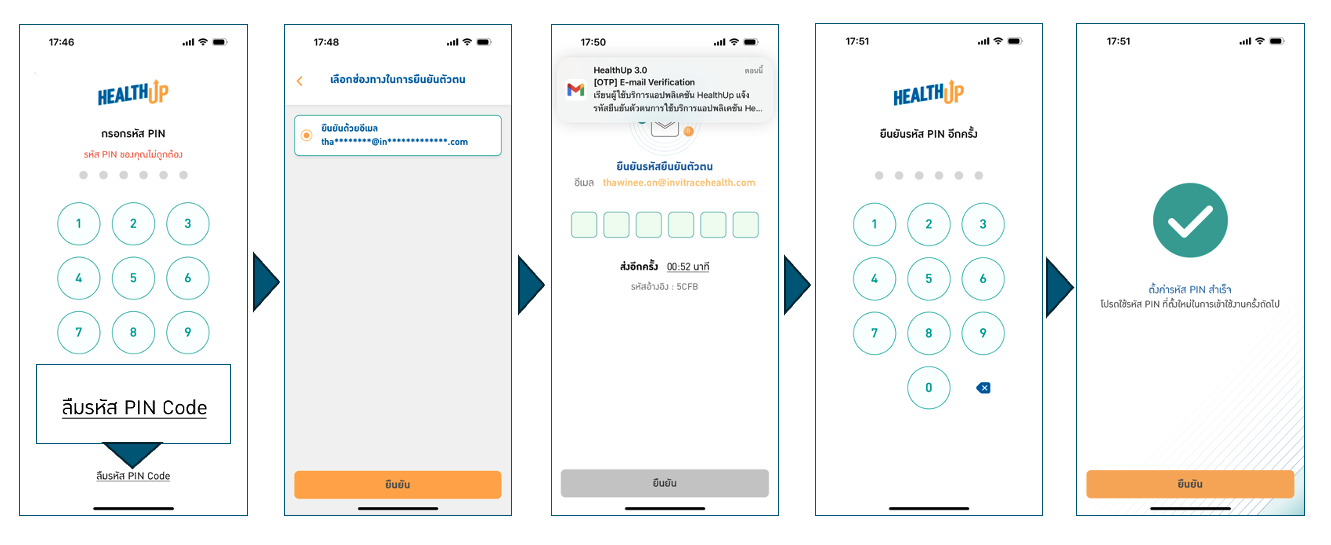 17:46
HEALTHUP
กรอกรหัส PIN
รหัส PIN ของคุณไม่ถูกต้อง
1 2 3
4 5 6
7 8 9
ลืมรหัส PIN Code
ลืมรหัส PIN Code
17:48
เลือกช่องทางในการยืนยันตัวตน
ยืนยันด้วยอีเมล
tha********@in*************.com
ยืนยัน
17:50
HealthUp 3.0 ตอนนี้
[OTP] E-mail Verification
เรียนผู้ใช้บริการแอปพลิเคชัน HealthUp แจ้ง
รหัสยืนยันตัวตนการใช้บริการแอปพลิเคชัน He...
ยืนยันรหัสยืนยันตัวตน
อีเมล thawinee.on@invitracehealth.com
ส่งอีกครั้ง 00:52 นาที
รหัสอ้างอิง : 5CFB
ยืนยัน
17:51
HEALTHUP
ยืนยันรหัส PIN อีกครั้ง
1 2 3
4 5 6
7 8 9
0
17:51
ตั้งค่ารหัส PIN สำเร็จ
โปรดใช้รหัส PIN ที่ตั้งใหม่ในการเข้าใช้งานครั้งถัดไป
ยืนยัน